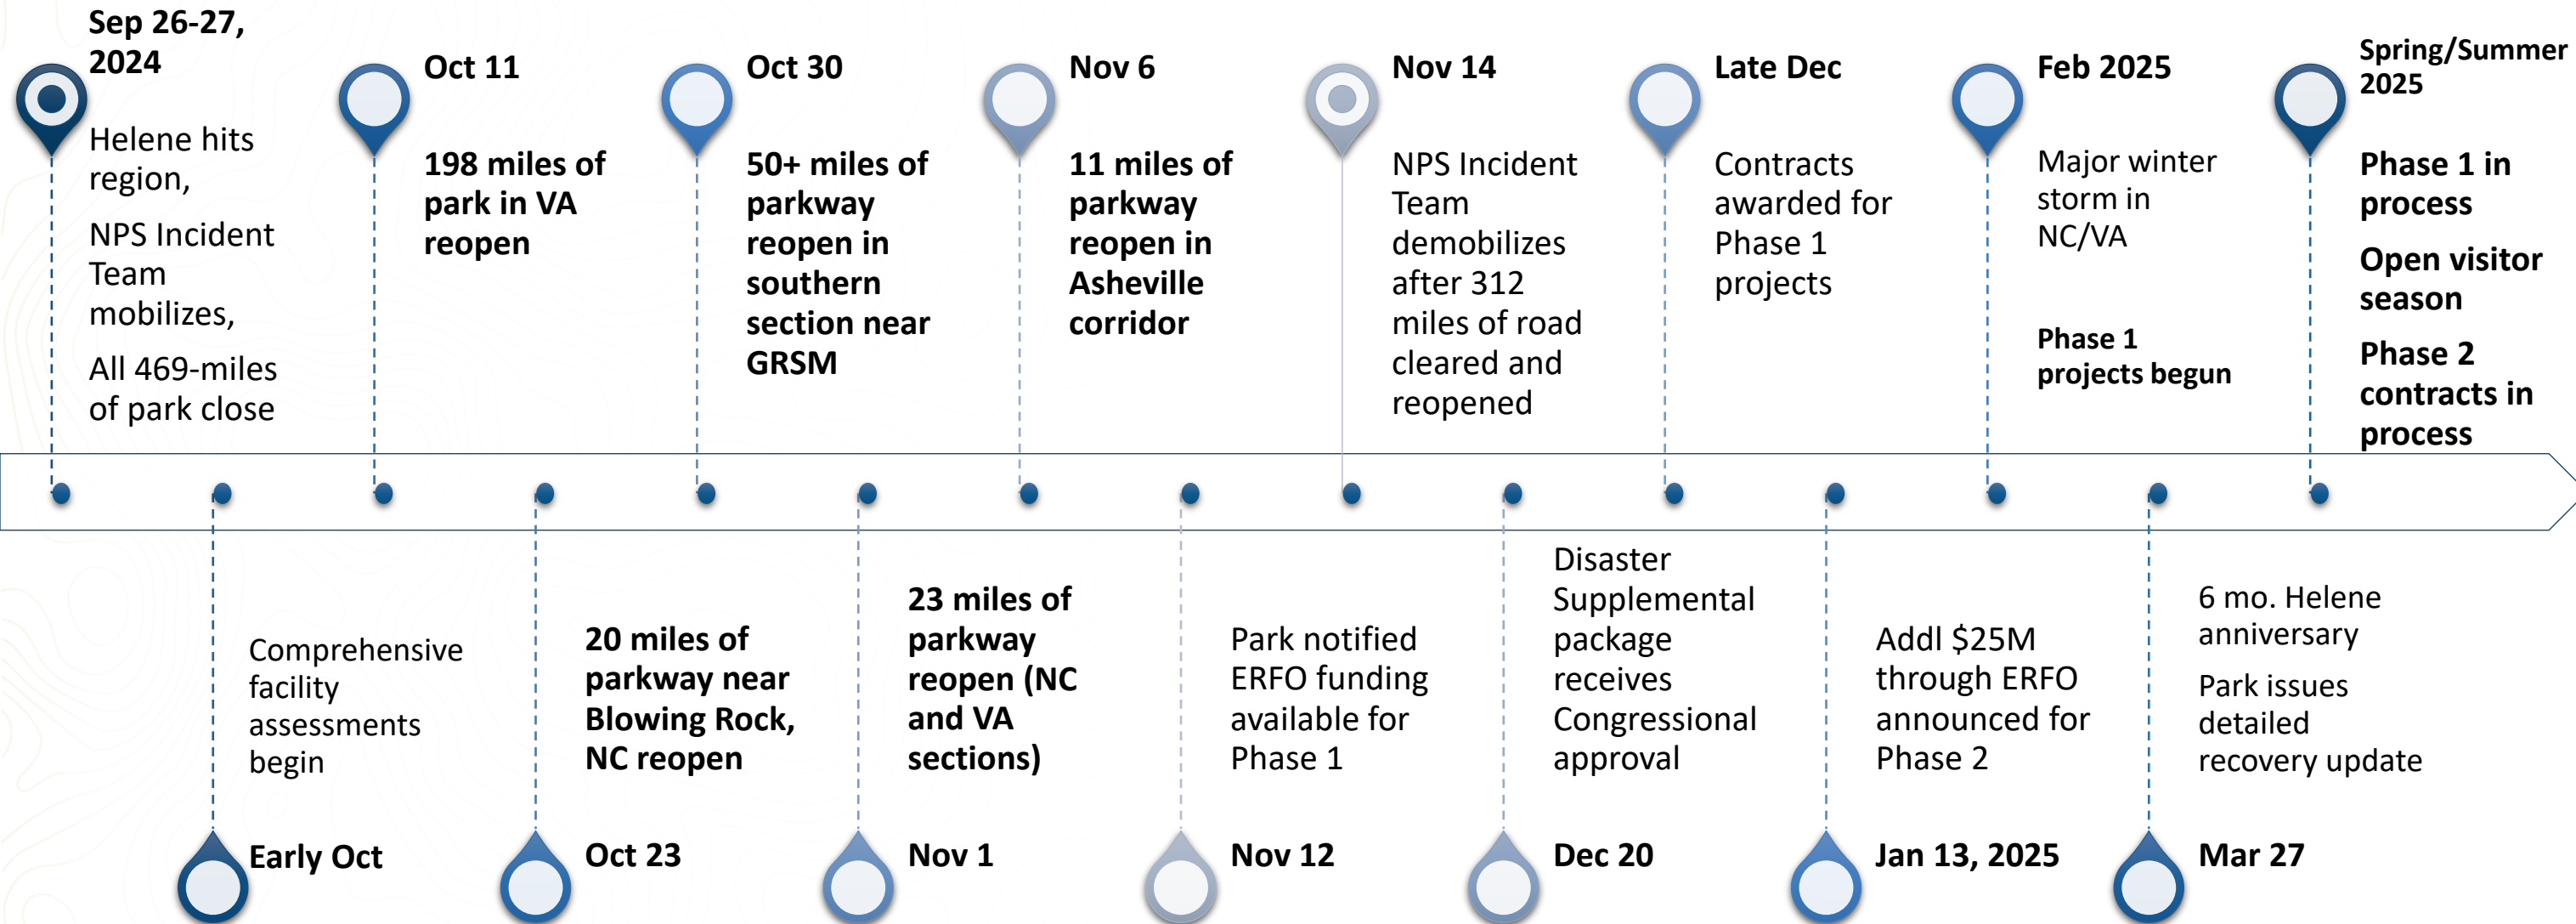 Sep 26-27,
2024
Helene hits
region,
NPS Incident
Team
mobilizes,
All 469-miles
of park close
Early Oct
Comprehensive
facility
assessments
begin
Oct 11
198 miles of
park in VA
reopen
Oct 23
20 miles of
parkway near
Blowing Rock,
NC reopen
Oct 30
50+ miles of
parkway
reopen in
southern
section near
GRSM
Nov 1
23 miles of
parkway
reopen (NC
and VA
sections)
Nov 6
11 miles of
parkway
reopen in
Asheville
corridor
Nov 12
Park notified
ERFO funding
available for
Phase 1
Nov 14
NPS Incident
Team
demobilizes
after 312
miles of road
cleared and
reopened
Dec 20
Disaster
Supplemental
package
receives
Congressional
approval
Late Dec
Contracts
awarded for
Phase 1
projects
Jan 13, 2025
Addl $25M
through ERFO
announced for
Phase 2
Feb 2025
Major winter
storm in
NC/VA
Phase 1
projects begun
Mar 27
6 mo. Helene
anniversary
Park issues
detailed
recovery update
Spring/Summer
2025
Phase 1 in
process
Open visitor
season
Phase 2
contracts in
process